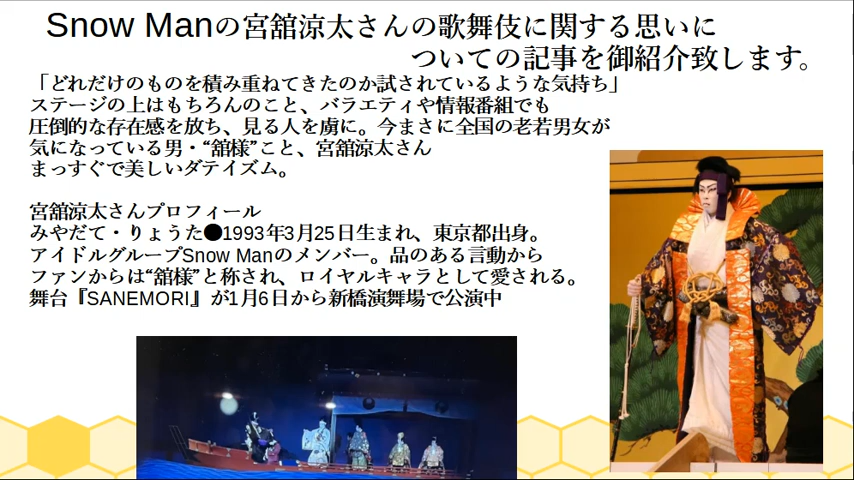 Snow Manの宮舘涼太さんの歌舞伎に関する思いに
ついての記事を御紹介致します。
「どれだけのものを積み重ねてきたのか試されているような気持ち」
ステージの上はもちろんのこと、バラエティや情報番組でも
圧倒的な存在感を放ち、見る人を虜に。今まさに全国の老若男女が
気になっている男・“舘様”こと、宮舘涼太さん
まっすぐで美しいダテイズム。
宮舘涼太さんプロフィール
みやだて・りょうた●1993年3月25日生まれ、東京都出身。
アイドルグループSnow Manのメンバー。品のある言動から
ファンからは“舘様”と称され、ロイヤルキャラとして愛される。
舞台『SANEMORI』が1月6日から新橋演舞場で公演中